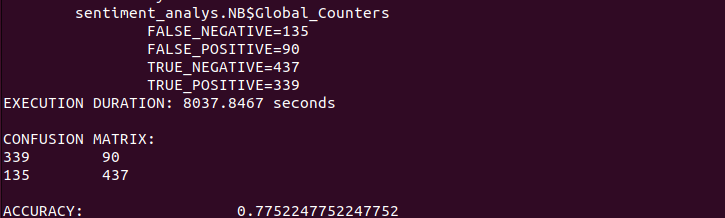 sentiment_analys.NB$Global_Counters
FALSE_NEGATIVE=135
FALSE_POSITIVE=90
TRUE_NEGATIVE=437
TRUE_POSITIVE=339
EXECUTION DURATION: 8037.8467 seconds
CONFUSION MATRIX:
339 90
135 437
ACCURACY: 0.7752247752247752